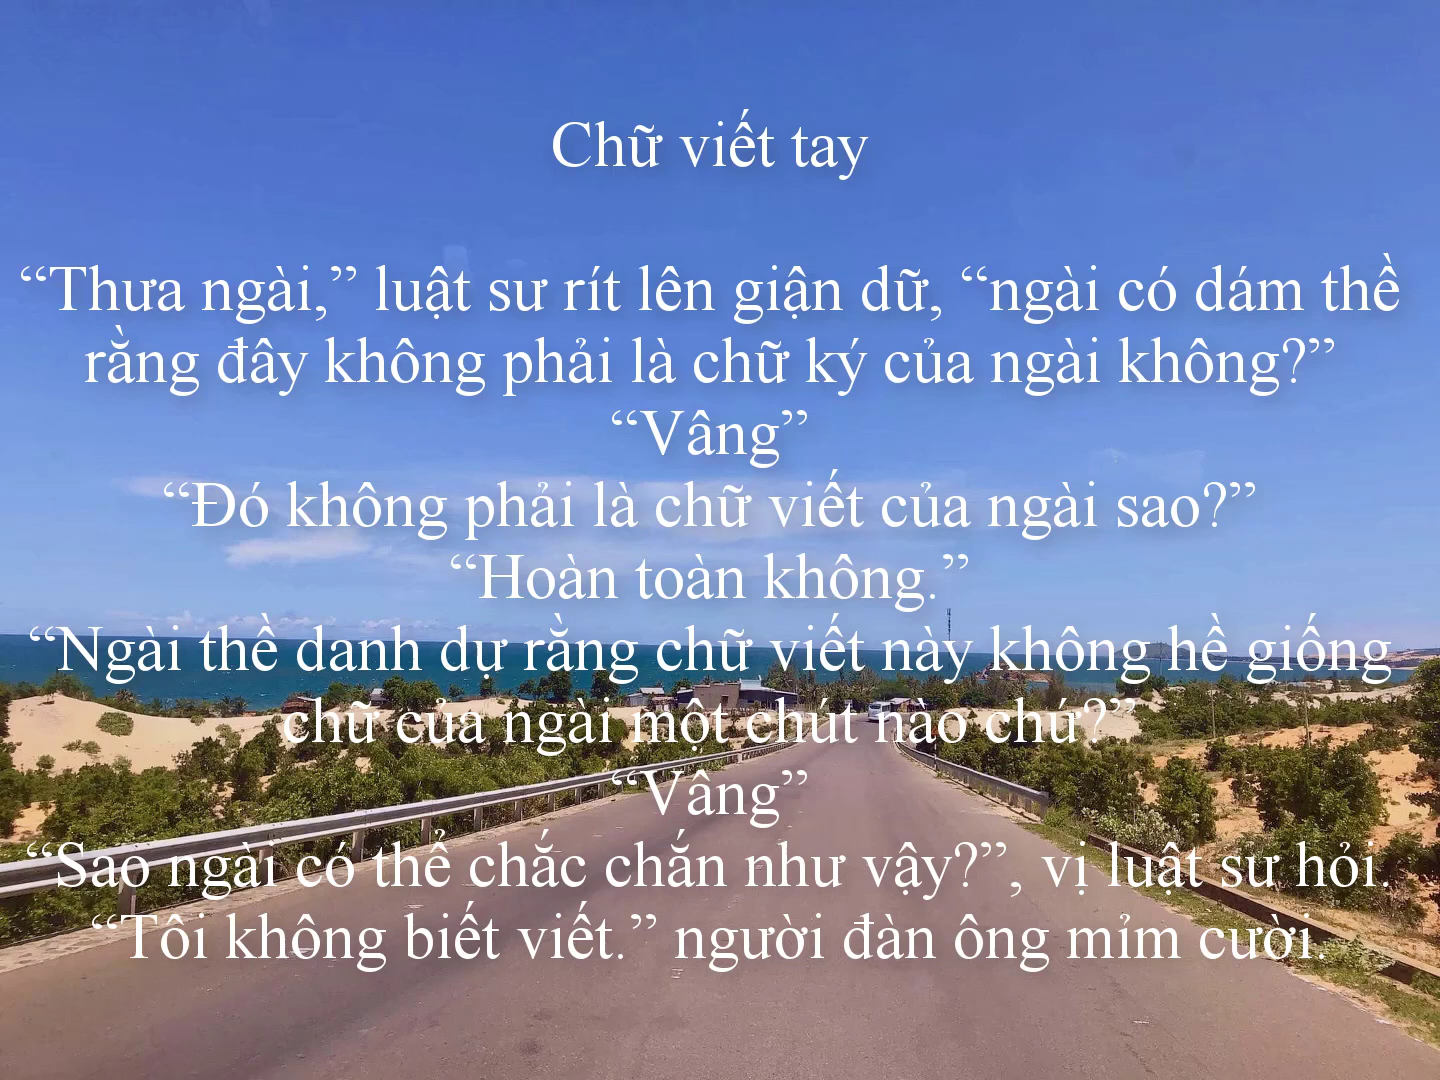 Chữ viết tay
“Thưa ngài,” luật sư rít lên giận dữ, “ngài có dám thề
rằng đây không phải là chữ ký của ngài không?”
“Vâng”
“Đó không phải là chữ viết của ngài sao?”
“Hoàn toàn không.”
“Ngài thề danh dự rằng chữ viết này không hề giống
chữ của ngài một chút nào chứ?”
“Vâng”
“Sao ngài có thể chắc chắn như vậy?”, vị luật sư hỏi.
“Tôi không biết viết.” người đàn ông mỉm cười.